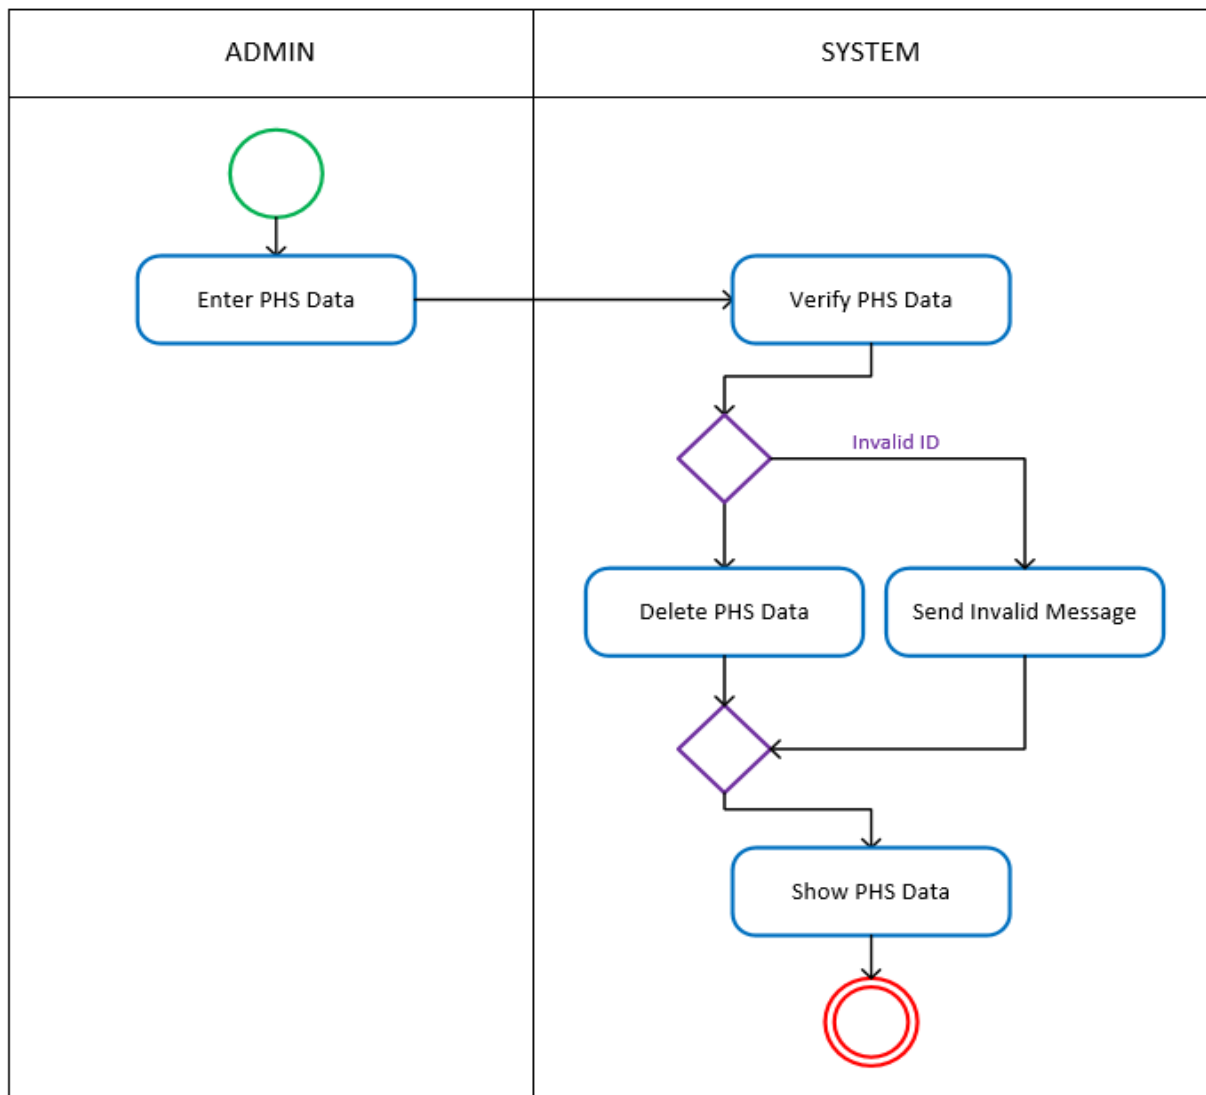 ADMIN
SYSTEM
Enter PHS Data
Verify PHS Data
Invalid ID
Delete PHS Data
Send Invalid Message
Show PHS Data